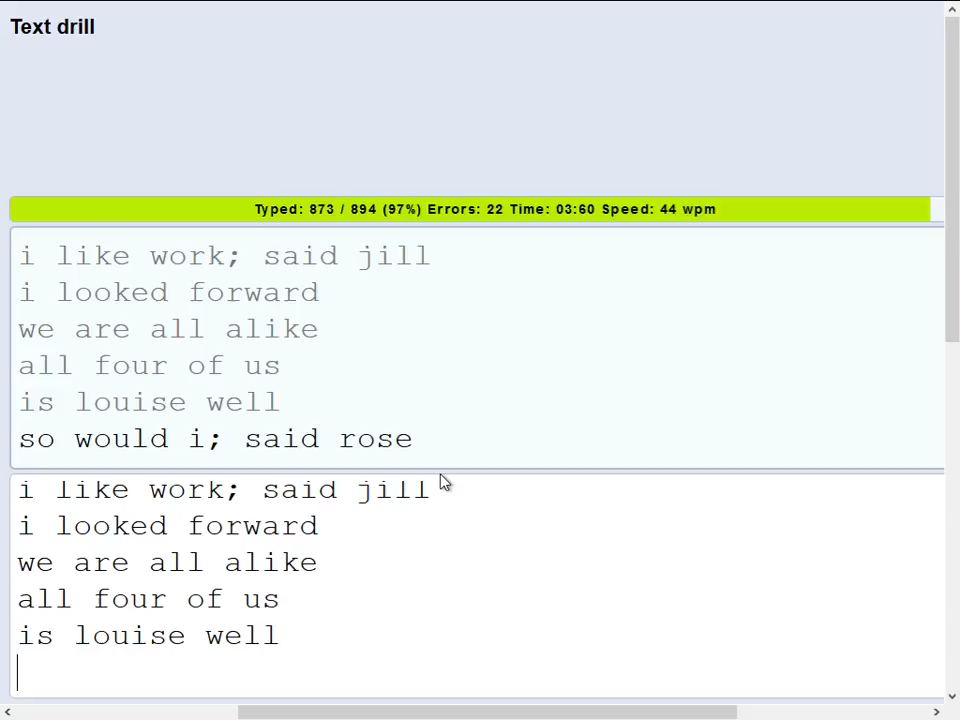 Text drill
Typed: 873 / 894 (97%) Errors: 22 Time: 03:60 Speed: 44 wpm
i like work; said jill
i looked forward
we are all alike
all four of us
is louise well
so would i; said rose
i like work; said jill
i looked forward
we are all alike
all four of us
is louise well